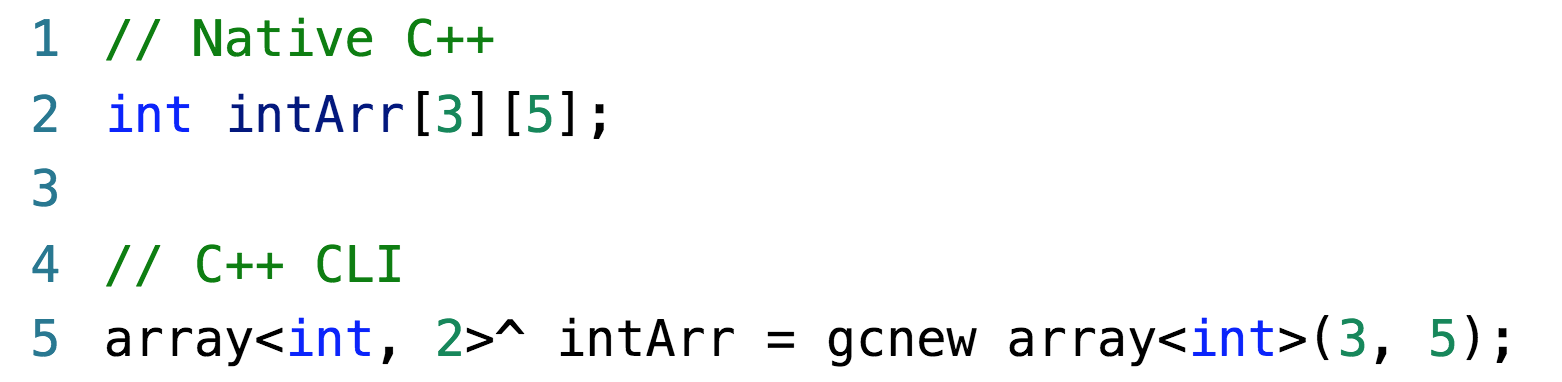 1 // Native C++
2 int intArr[3][5];
3
4 // C++ CLI
5 array<int, 2>^ intArr = gcnew array<int>(3, 5);